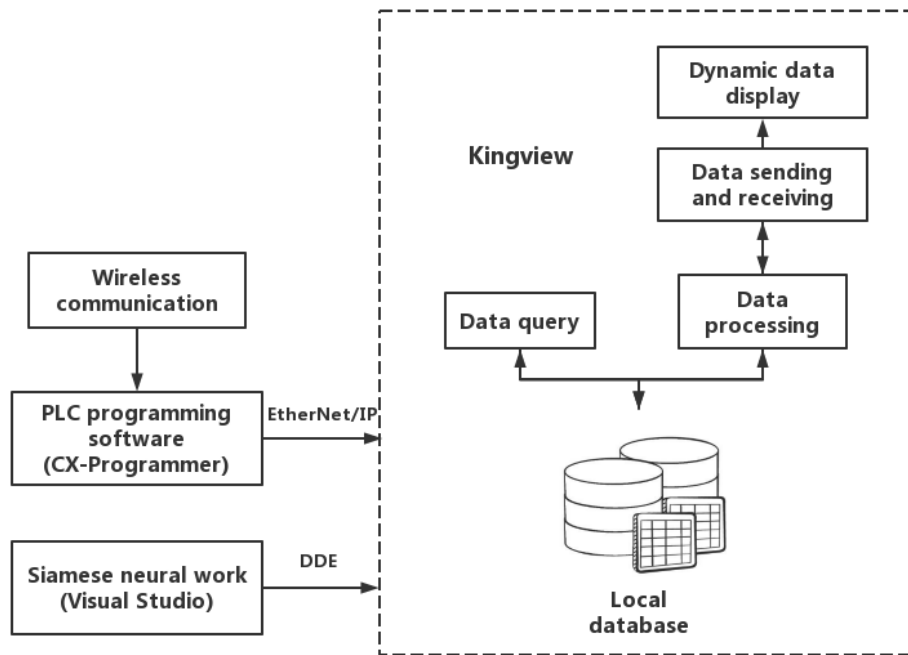 Dynamic data
display
Kingview
Data sending
and receiving
Wireless
communication
Data query
Data
processing
PLC programming
software
(CX-Programmer)
EtherNet/IP
Siamese neural work
(Visual Studio)
DDE
Local
database